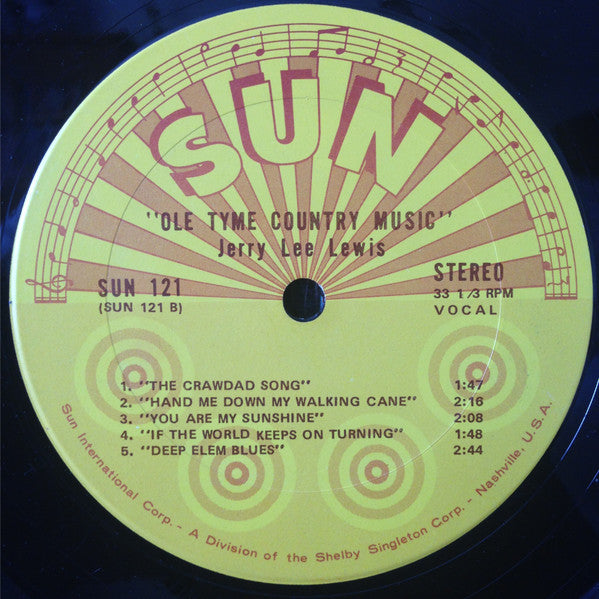 SUN
"OLE TYME COUNTRY MUSIC"
Jerry Lee Lewis
SUN 121
(SUN 121 B)
STEREO
33 1/3 RPM
VOCAL
1. "THE CRAWDAD SONG" 1:47
2. "HAND ME DOWN MY WALKING CANE" 2:16
3. "YOU ARE MY SUNSHINE" 2:08
4. "IF THE WORLD KEEPS ON TURNING" 1:48
5. "DEEP ELEM BLUES" 2:44
Sun International Corp. - A Division of the Shelby Singleton Corp. - Nashville, U.S.A.